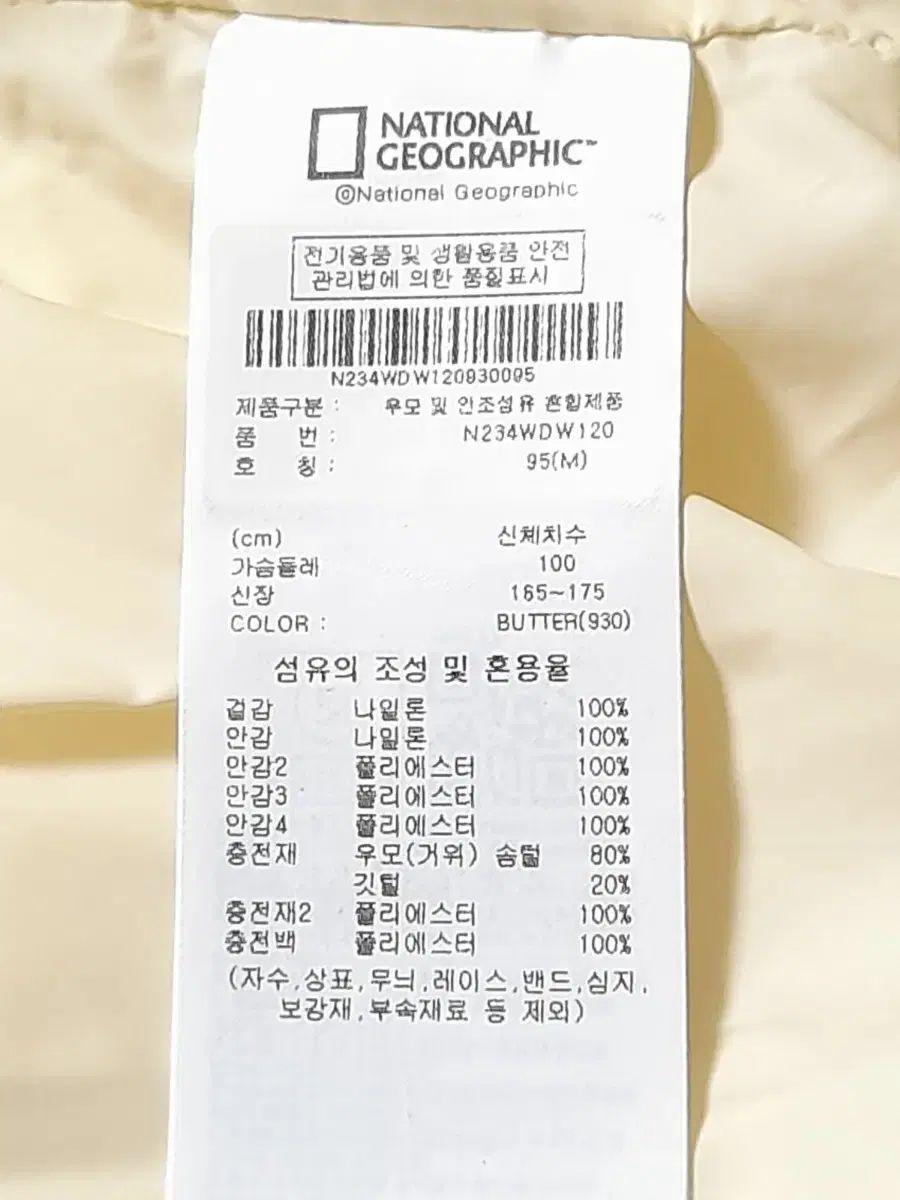 NATIONAL
GEOGRAPHIC™
©National Geographic
전기용품 및 생활용품 안전
관리법에 의한 품질표시
N234WDW120930095
제품구분 : 우모 및 인조섬유 혼합제품
품 번 : N234WDW120
호 칭 : 95(M)
(cm) 신체치수
가슴둘레 100
신장 165~175
COLOR : BUTTER(930)
섬유의 조성 및 혼용율
겉감 나일론 100%
안감 나일론 100%
안감2 폴리에스터 100%
안감3 폴리에스터 100%
안감4 폴리에스터 100%
충전재 우모(거위) 솜털 80%
깃털 20%
충전재2 폴리에스터 100%
충전백 폴리에스터 100%
(자수,상표,무늬,레이스,밴드,심지,
보강재,부속재료 등 제외)